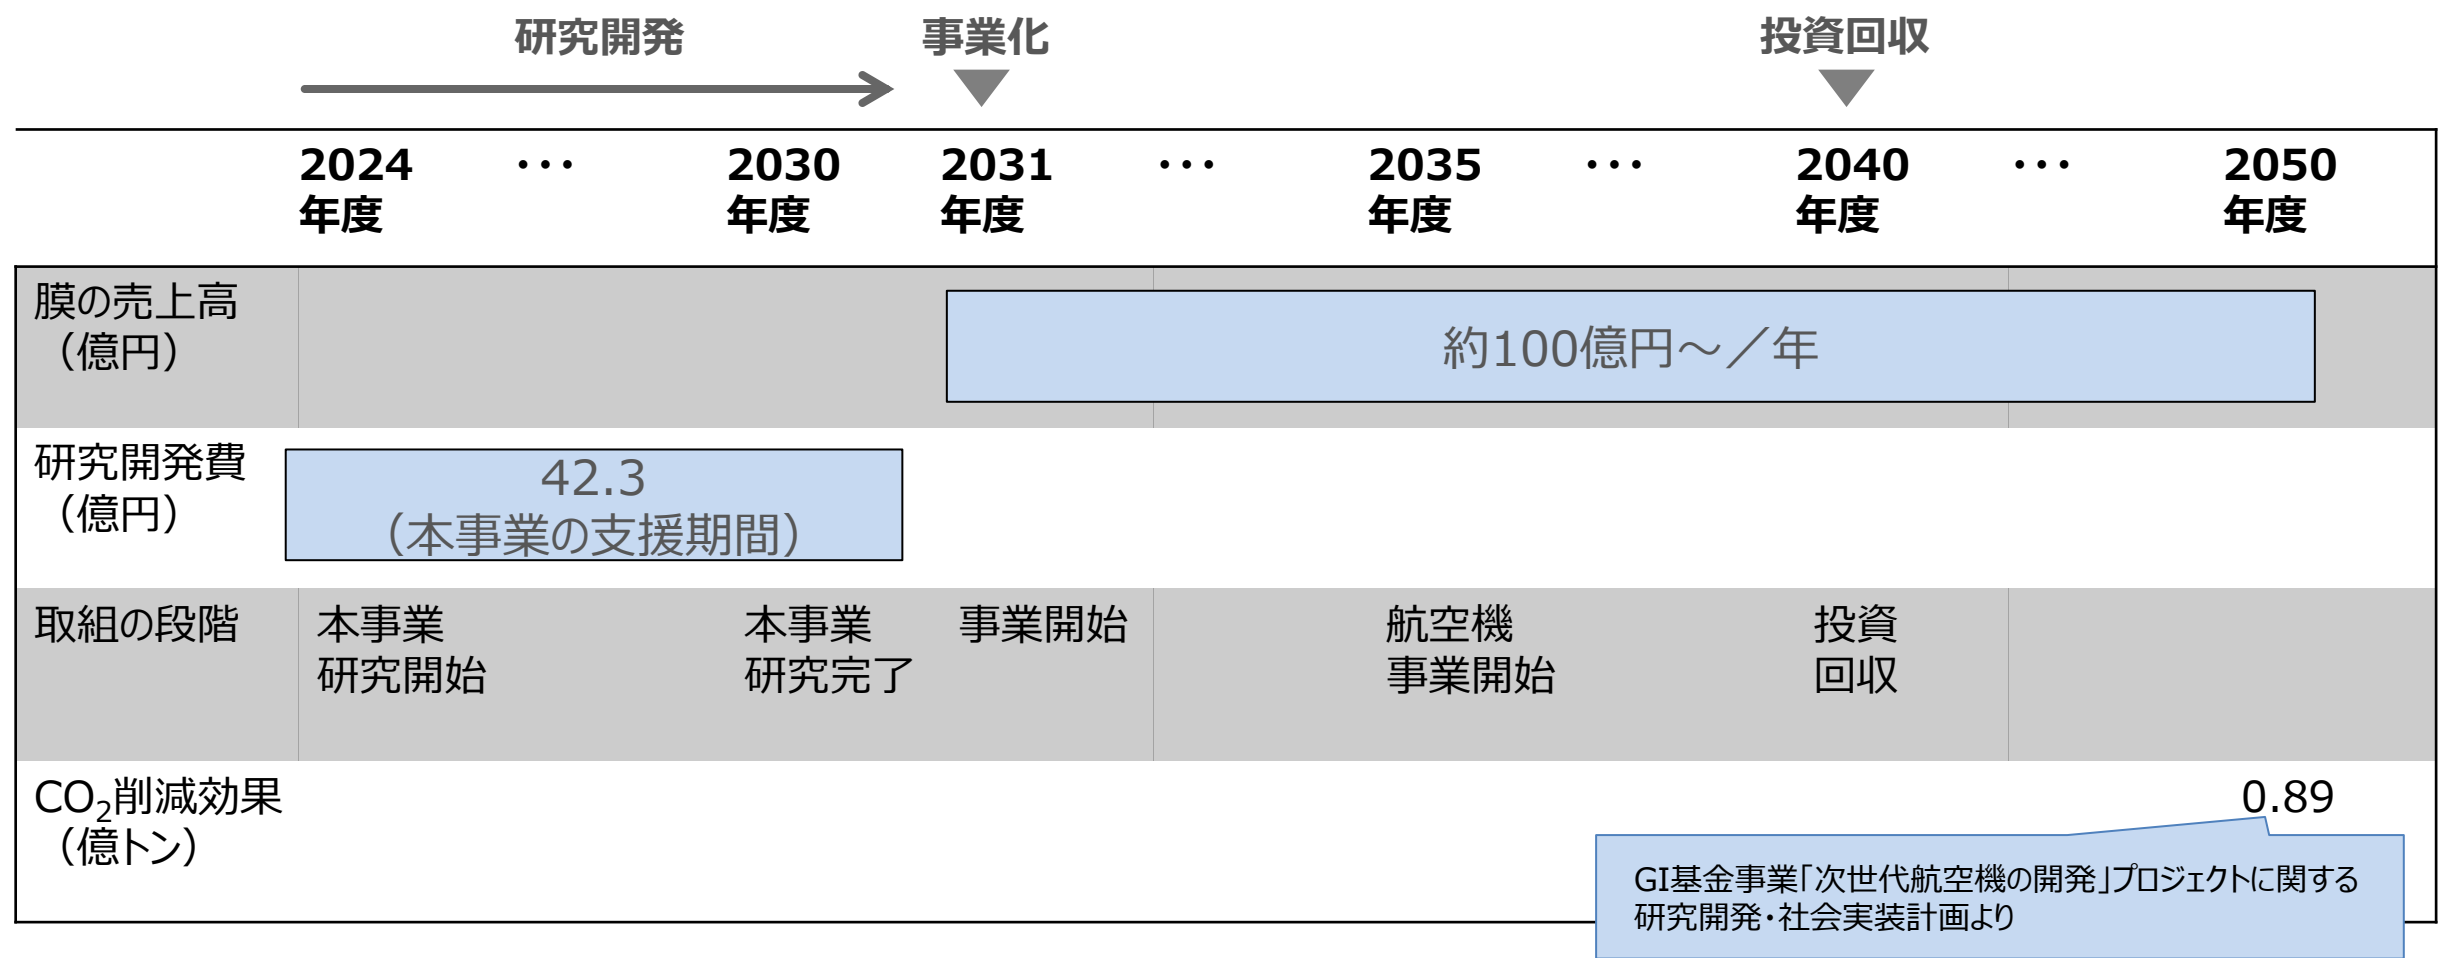 研究開発
事業化
投資回収
2024
年度
・・・
2030
年度
2031
年度
・・・
2035
年度
・・・
2040
年度
・・・
2050
年度
膜の売上高
（億円）
約100億円～／年
研究開発費
（億円）
42.3
（本事業の支援期間）
取組の段階
本事業
研究開始
本事業
研究完了
事業開始
航空機
事業開始
投資
回収
CO₂削減効果
（億トン）
0.89
GI基金事業「次世代航空機の開発」プロジェクトに関する
研究開発・社会実装計画より